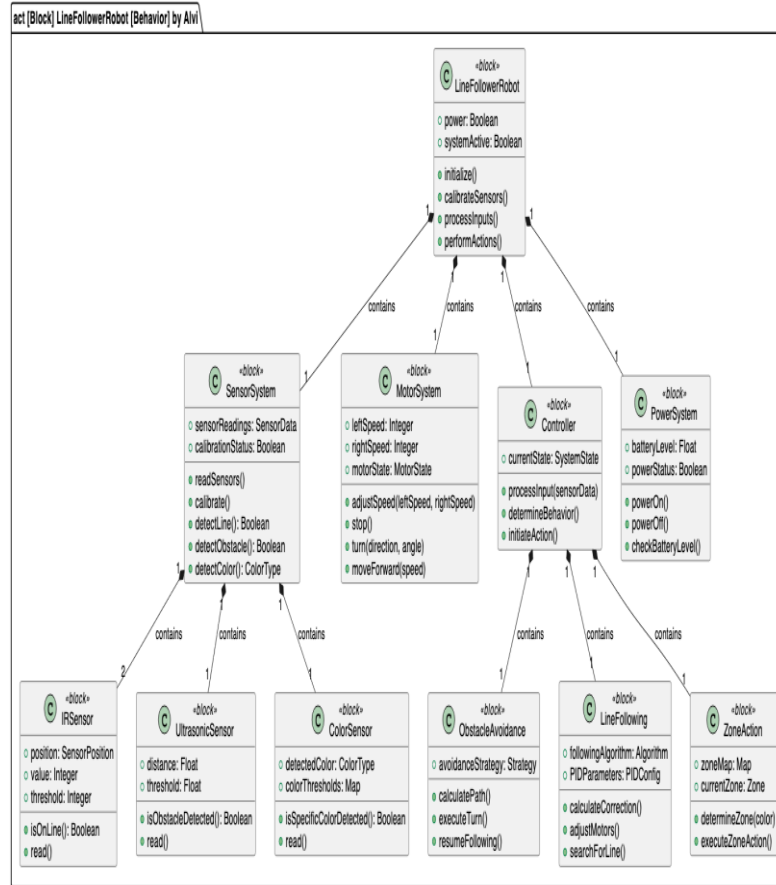 act [Block] LineFollowerRobot [Behavior] by Alvi
«block»
C LineFollowerRobot
power: Boolean
systemActive: Boolean
initialize()
calibrateSensors()
processInputs()
performActions()
1
1
1
1
contains
contains
contains
contains
1
1
1
1
«block»
C SensorSystem
sensorReadings: SensorData
calibrationStatus: Boolean
readSensors()
calibrate()
detectLine(): Boolean
detectObstacle(): Boolean
detectColor(): ColorType
«block»
C MotorSystem
leftSpeed: Integer
rightSpeed: Integer
motorState: MotorState
adjustSpeed(leftSpeed, rightSpeed)
stop()
turn(direction, angle)
moveForward(speed)
«block»
C Controller
currentState: SystemState
processInput(sensorData)
determineBehavior()
initiateAction()
«block»
C PowerSystem
batteryLevel: Float
powerStatus: Boolean
powerOn()
powerOff()
checkBatteryLevel()
1
1
1
contains
contains
contains
2
1
1
1
1
1
contains
contains
contains
1
1
1
«block»
C IRSensor
position: SensorPosition
value: Integer
threshold: Integer
isOnLine(): Boolean
read()
«block»
C UltrasonicSensor
distance: Float
threshold: Float
isObstacleDetected(): Boolean
read()
«block»
C ColorSensor
detectedColor: ColorType
colorThresholds: Map
isSpecificColorDetected(): Boolean
read()
«block»
C ObstacleAvoidance
avoidanceStrategy: Strategy
calculatePath()
executeTurn()
resumeFollowing()
«block»
C LineFollowing
followingAlgorithm: Algorithm
PIDParameters: PIDConfig
calculateCorrection()
adjustMotors()
searchForLine()
«block»
C ZoneAction
zoneMap: Map
currentZone: Zone
determineZone(color)
executeZoneAction()